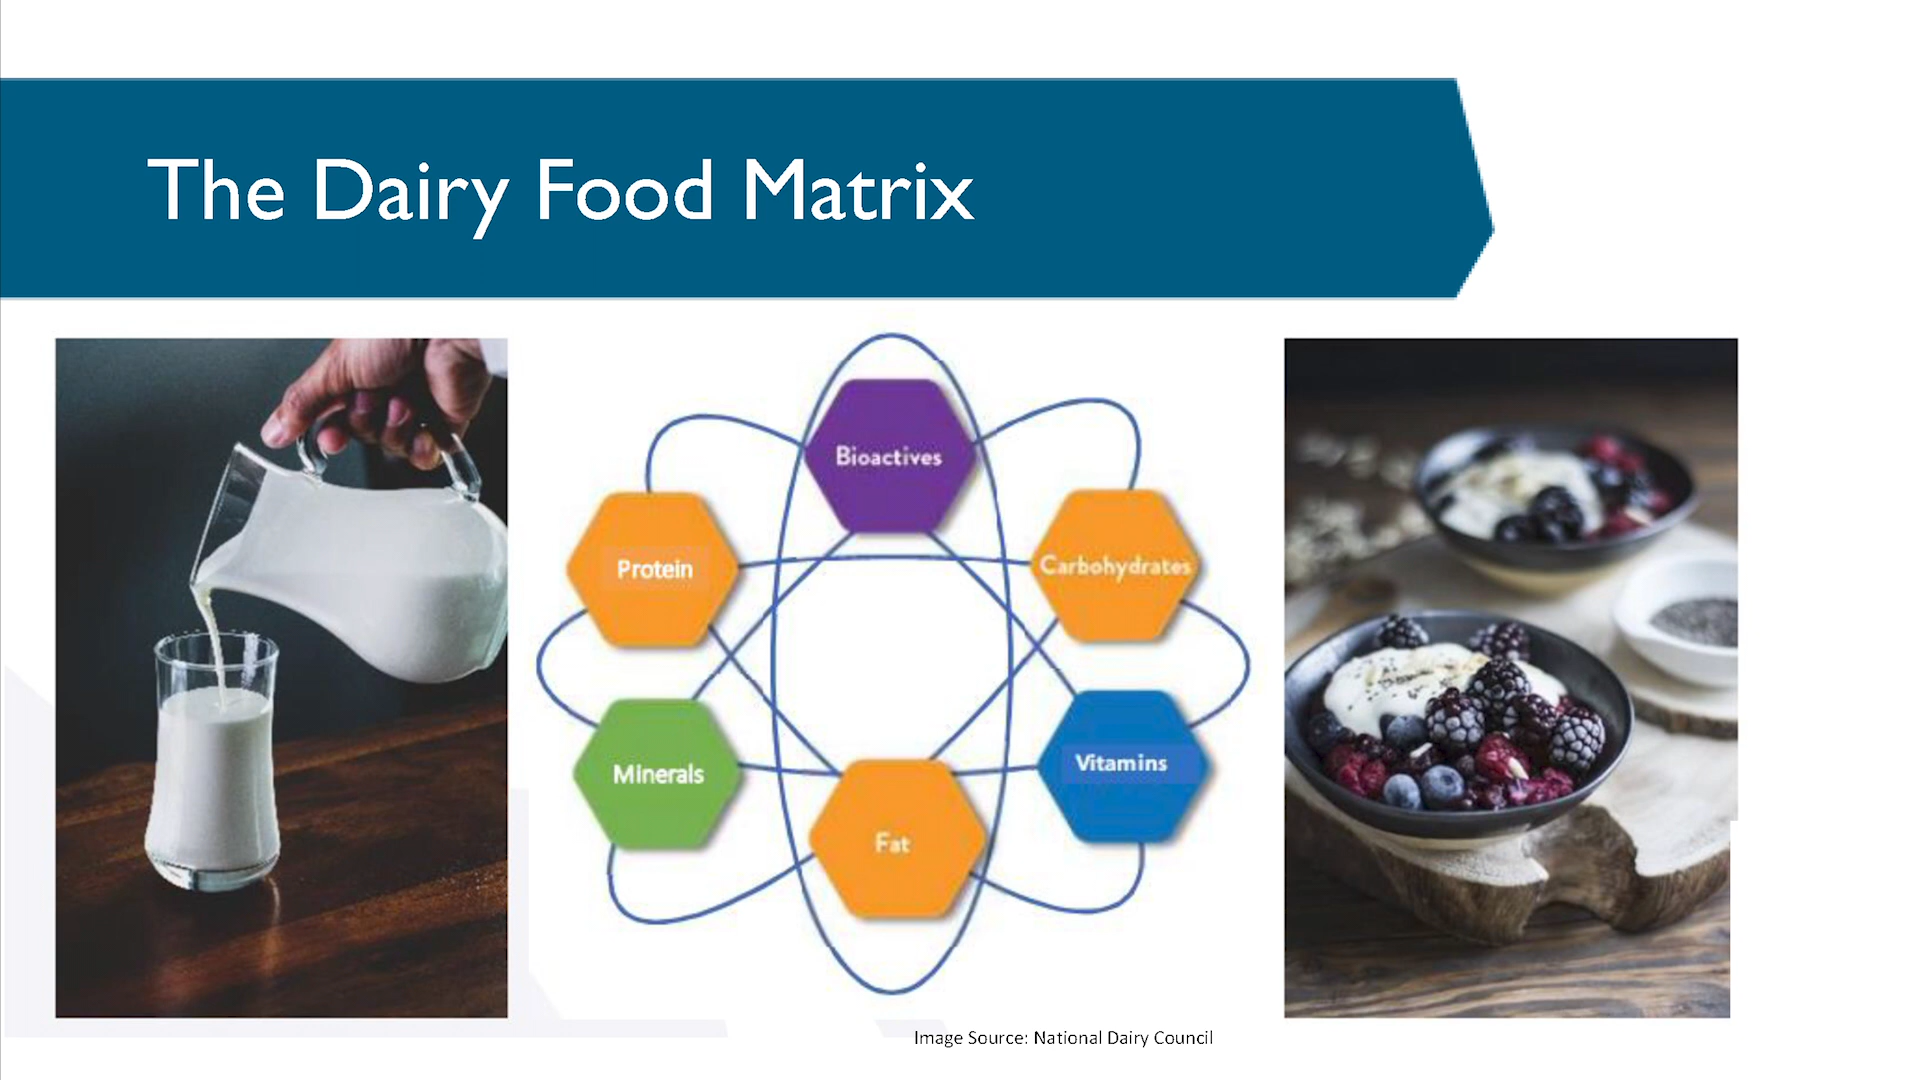 The Dairy Food Matrix
Bioactives
Protein
Carbohydrates
Minerals
Vitamins
Fat
Image Source: National Dairy Council